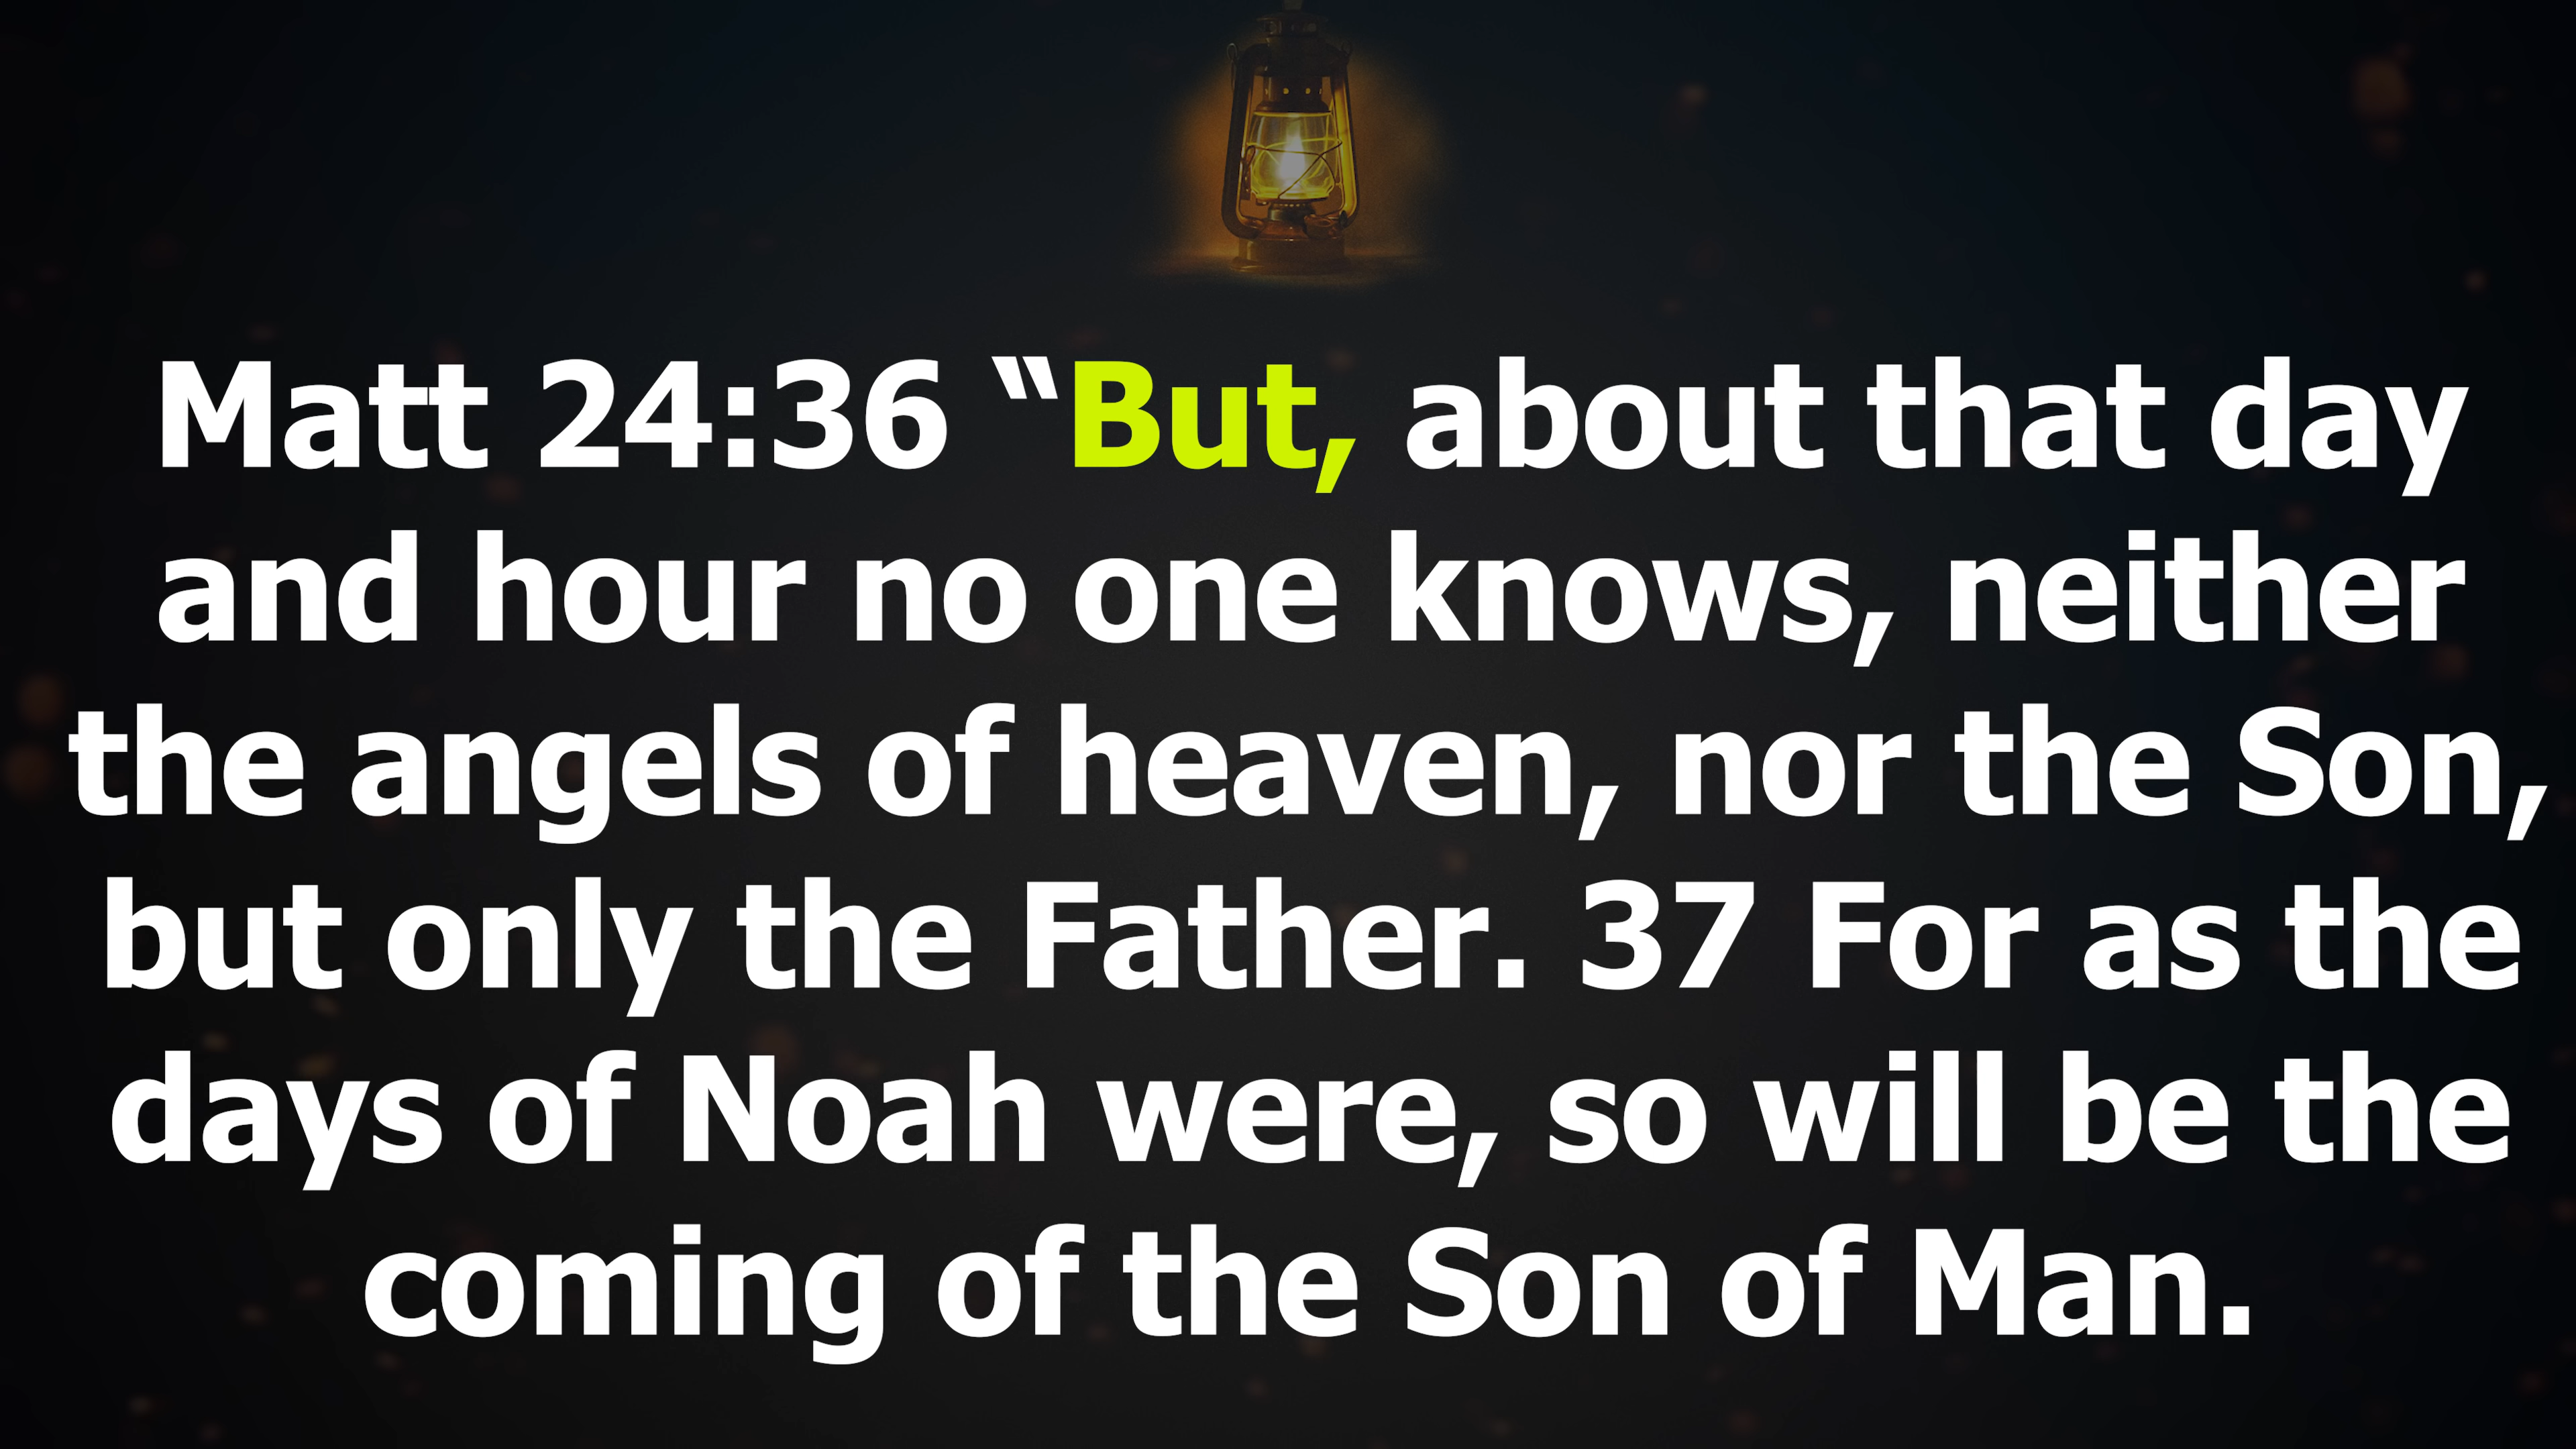 Matt 24:36 “But, about that day
and hour no one knows, neither
the angels of heaven, nor the Son,
but only the Father. 37 For as the
days of Noah were, so will be the
coming of the Son of Man.